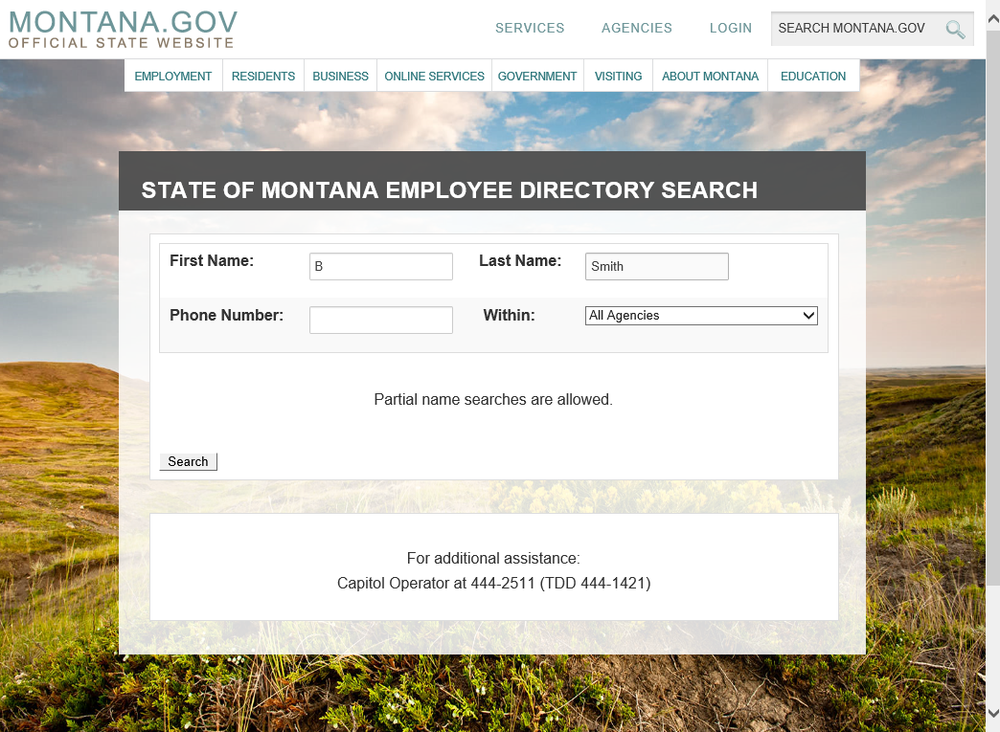 MONTANA.GOV
OFFICIAL STATE WEBSITE
SERVICES AGENCIES LOGIN SEARCH MONTANA.GOV
EMPLOYMENT RESIDENTS BUSINESS ONLINE SERVICES GOVERNMENT VISITING ABOUT MONTANA EDUCATION
STATE OF MONTANA EMPLOYEE DIRECTORY SEARCH
First Name: B Last Name: Smith
Phone Number: Within: All Agencies
Partial name searches are allowed.
Search
For additional assistance:
Capitol Operator at 444-2511 (TDD 444-1421)